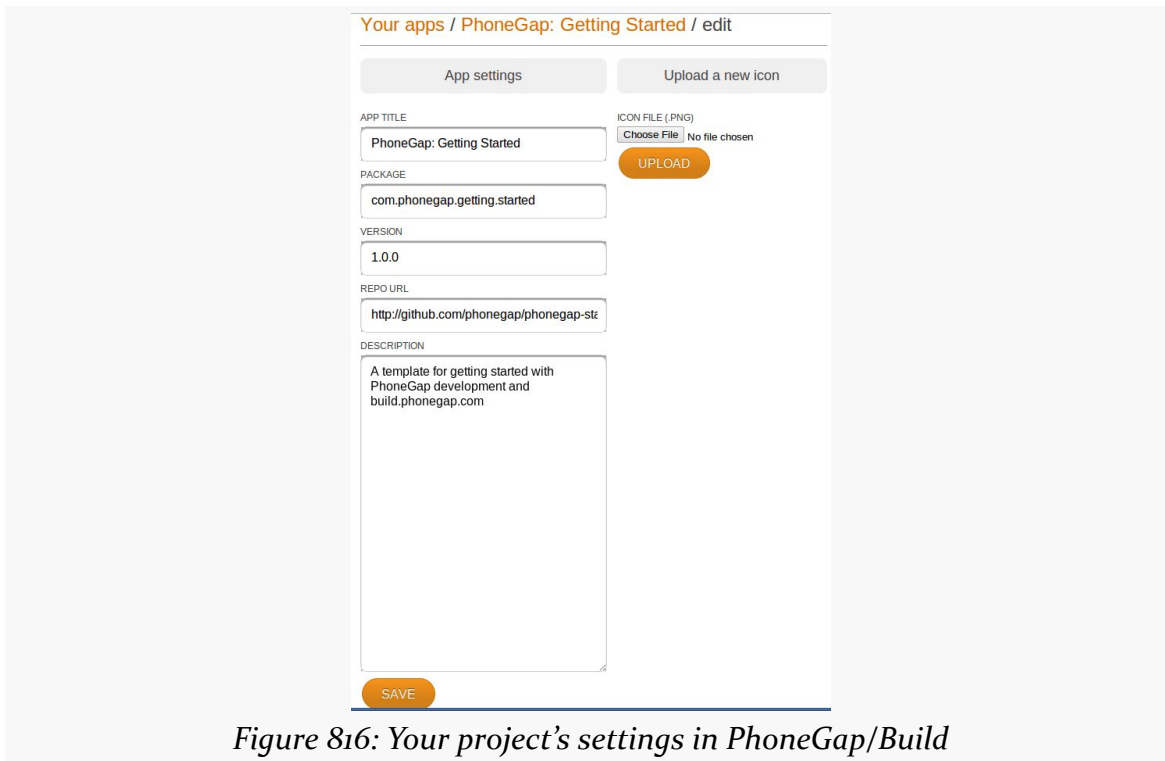 Your apps / PhoneGap: Getting Started / edit
App settings
Upload a new icon
APP TITLE
PhoneGap: Getting Started
PACKAGE
com.phonegap.getting.started
VERSION
1.0.0
REPO URL
http://github.com/phonegap/phonegap-sta
DESCRIPTION
A template for getting started with
PhoneGap development and
build.phonegap.com
SAVE
ICON FILE (.PNG)
Choose File No file chosen
UPLOAD
Figure 816: Your project's settings in PhoneGap/Build